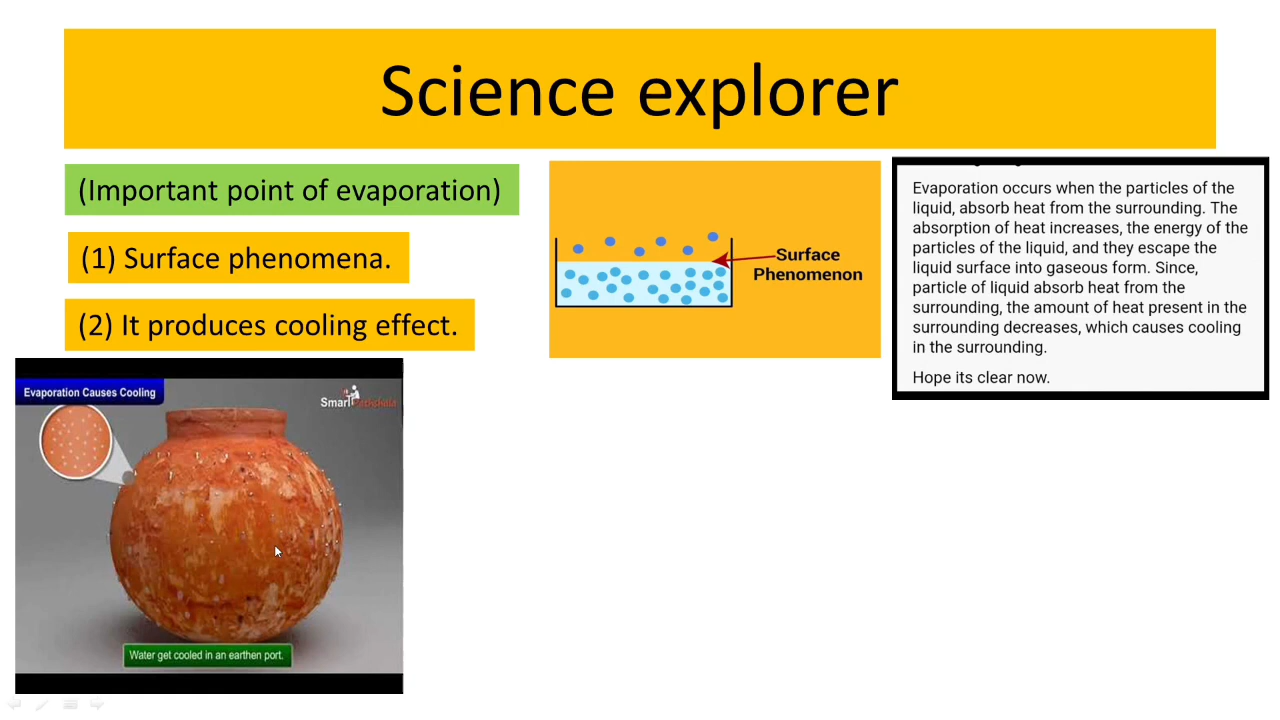 Science explorer
(Important point of evaporation)
(1) Surface phenomena.
(2) It produces cooling effect.
Surface
Phenomenon
Evaporation occurs when the particles of the
liquid, absorb heat from the surrounding. The
absorption of heat increases, the energy of the
particles of the liquid, and they escape the
liquid surface into gaseous form. Since,
particle of liquid absorb heat from the
surrounding, the amount of heat present in the
surrounding decreases, which causes cooling
in the surrounding.
Hope its clear now.
Evaporation Causes Cooling
Smart Pathshala
Water get cooled in an earthen port.